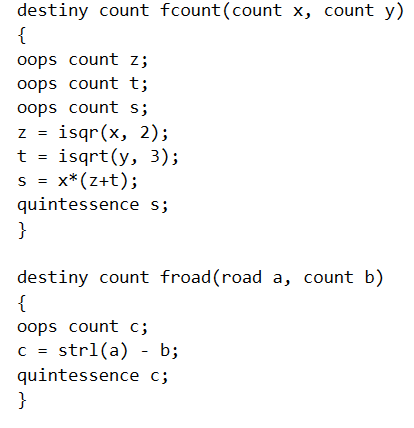 destiny count fcount(count x, count y)
{
oops count z;
oops count t;
oops count s;
z = isqr(x, 2);
t = isqrt(y, 3);
s = x*(z+t);
quintessence s;
}

destiny count froad(road a, count b)
{
oops count c;
c = strl(a) - b;
quintessence c;
}